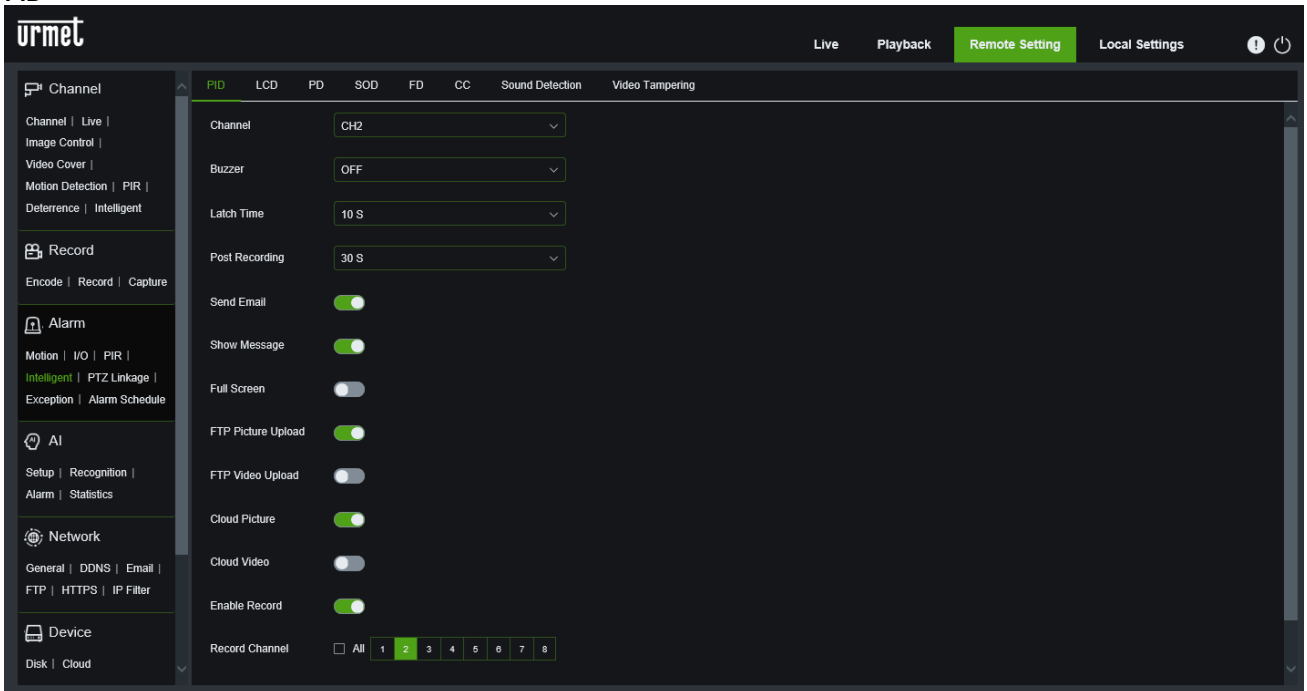 urmet
Live Playback Remote Setting Local Settings
Channel
Channel | Live |
Image Control |
Video Cover |
Motion Detection | PIR |
Deterrence | Intelligent
Record
Encode | Record | Capture
Alarm
Motion | I/O | PIR |
Intelligent | PTZ Linkage |
Exception | Alarm Schedule
AI
Setup | Recognition |
Alarm | Statistics
Network
General | DDNS | Email |
FTP | HTTPS | IP Filter
Device
Disk | Cloud
PID LCD PD SOD FD CC Sound Detection Video Tampering
Channel CH2
Buzzer OFF
Latch Time 10 S
Post Recording 30 S
Send Email
Show Message
Full Screen
FTP Picture Upload
FTP Video Upload
Cloud Picture
Cloud Video
Enable Record
Record Channel All 1 2 3 4 5 6 7 8